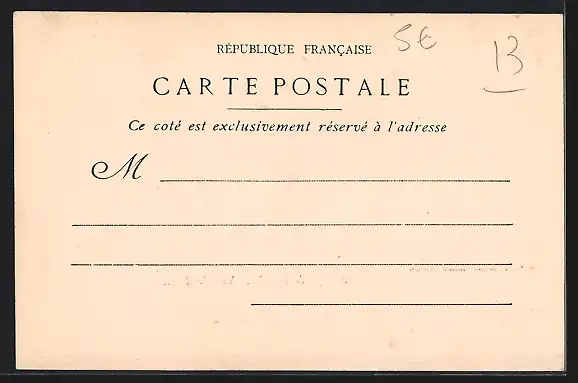 RÉPUBLIQUE FRANÇAISE
5€
13
CARTE POSTALE
Ce coté est exclusivement réservé à l'adresse
M